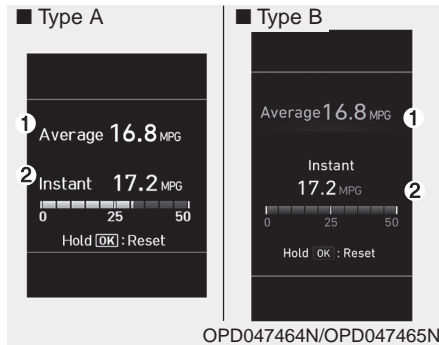 ■ Type A
① Average 16.8 MPG
② Instant 17.2 MPG
0 25 50
Hold OK : Reset
■ Type B
Average 16.8 MPG ①
Instant
17.2 MPG ②
0 25 50
Hold OK : Reset
OPD047464N/OPD047465N